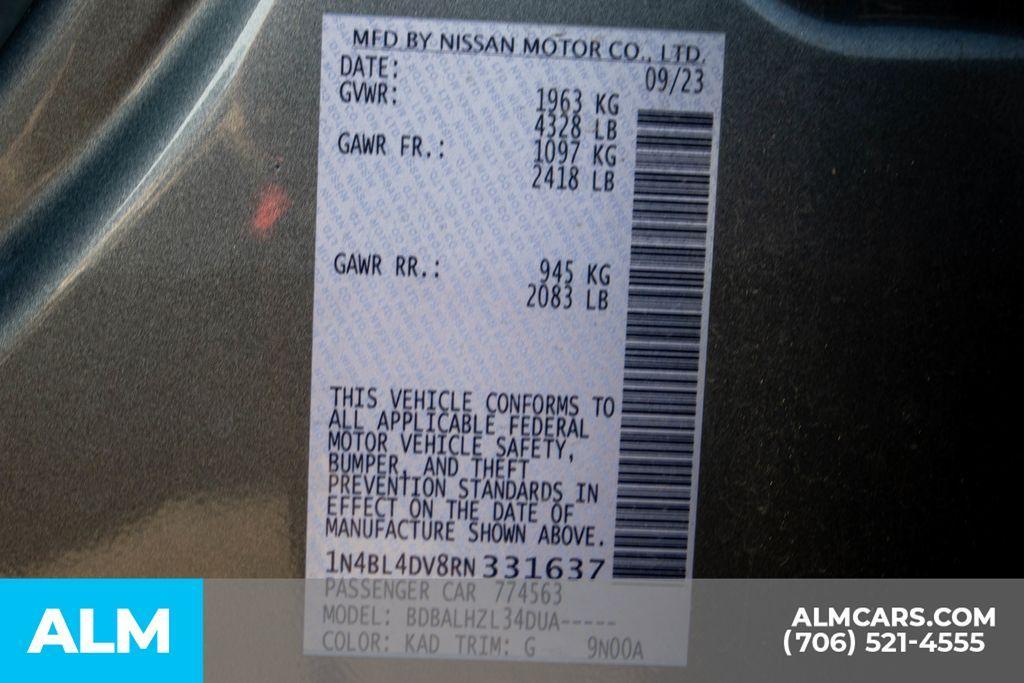 MFD BY NISSAN MOTOR CO., LTD.
DATE: 09/23
GVWR: 1963 KG
4328 LB
GAWR FR.: 1097 KG
2418 LB
GAWR RR.: 945 KG
2083 LB
THIS VEHICLE CONFORMS TO
ALL APPLICABLE FEDERAL
MOTOR VEHICLE SAFETY,
BUMPER, AND THEFT
PREVENTION STANDARDS IN
EFFECT ON THE DATE OF
MANUFACTURE SHOWN ABOVE.
1N4BL4DV8RN331637
PASSENGER CAR 774563
MODEL: BDBALHZL34DUA-----
COLOR: KAD TRIM: G 9N00A
ALM
ALMCARS.COM
(706) 521-4555